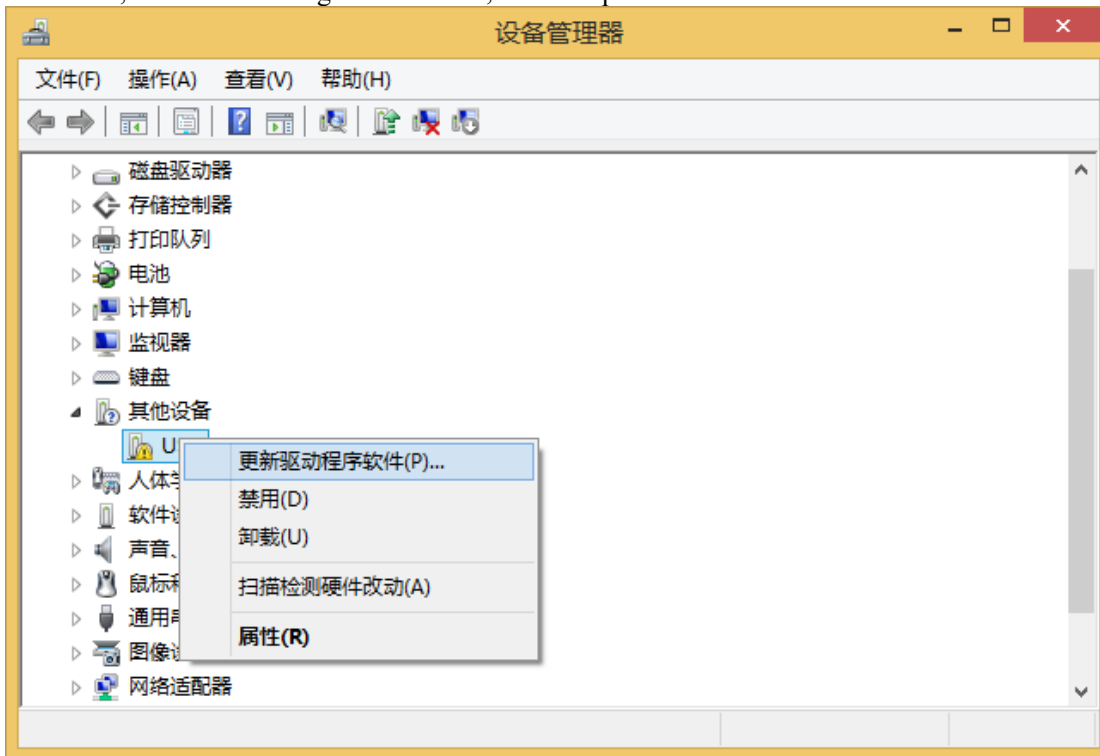 设备管理器
文件(F) 操作(A) 查看(V) 帮助(H)
磁盘驱动器
存储控制器
打印队列
电池
计算机
监视器
键盘
其他设备
U
更新驱动程序软件(P)...
人体
禁用(D)
软件
卸载(U)
声音、
鼠标
扫描检测硬件改动(A)
通用
属性(R)
图像
网络适配器